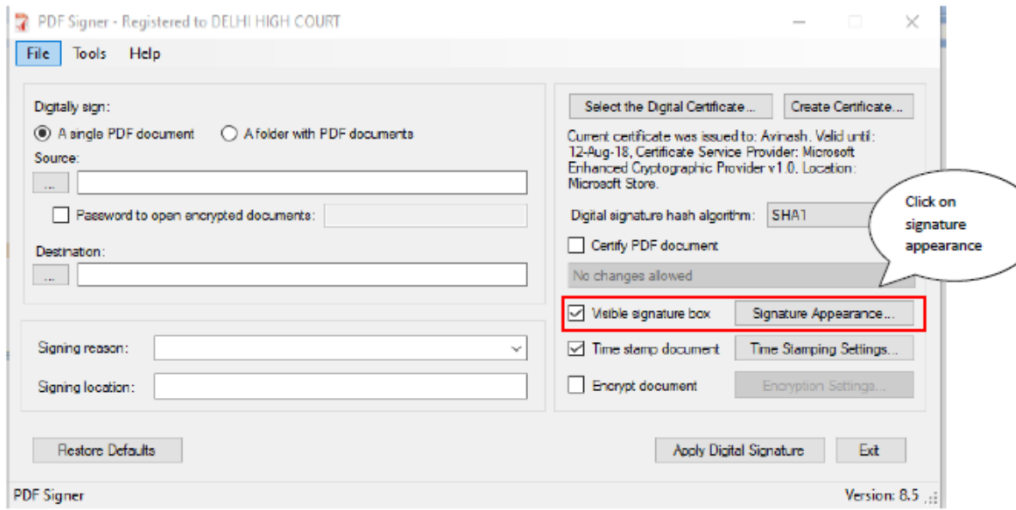 PDF Signer - Registered to DELHI HIGH COURT
File Tools Help
Digitally sign:
A single PDF document A folder with PDF documents
Source:
...
Password to open encrypted documents:
Destination:
...
Signing reason:
Signing location:
Select the Digital Certificate... Create Certificate...
Current certificate was issued to: Avinash. Valid until:
12-Aug-18, Certificate Service Provider: Microsoft
Enhanced Cryptographic Provider v1.0. Location:
Microsoft Store.
Digital signature hash algorithm: SHA1
Certify PDF document
No changes allowed
Visible signature box Signature Appearance...
Time stamp document Time Stamping Settings...
Encrypt document Encryption Settings...
Click on
signature
appearance
Restore Defaults Apply Digital Signature Exit
PDF Signer Version: 8.5